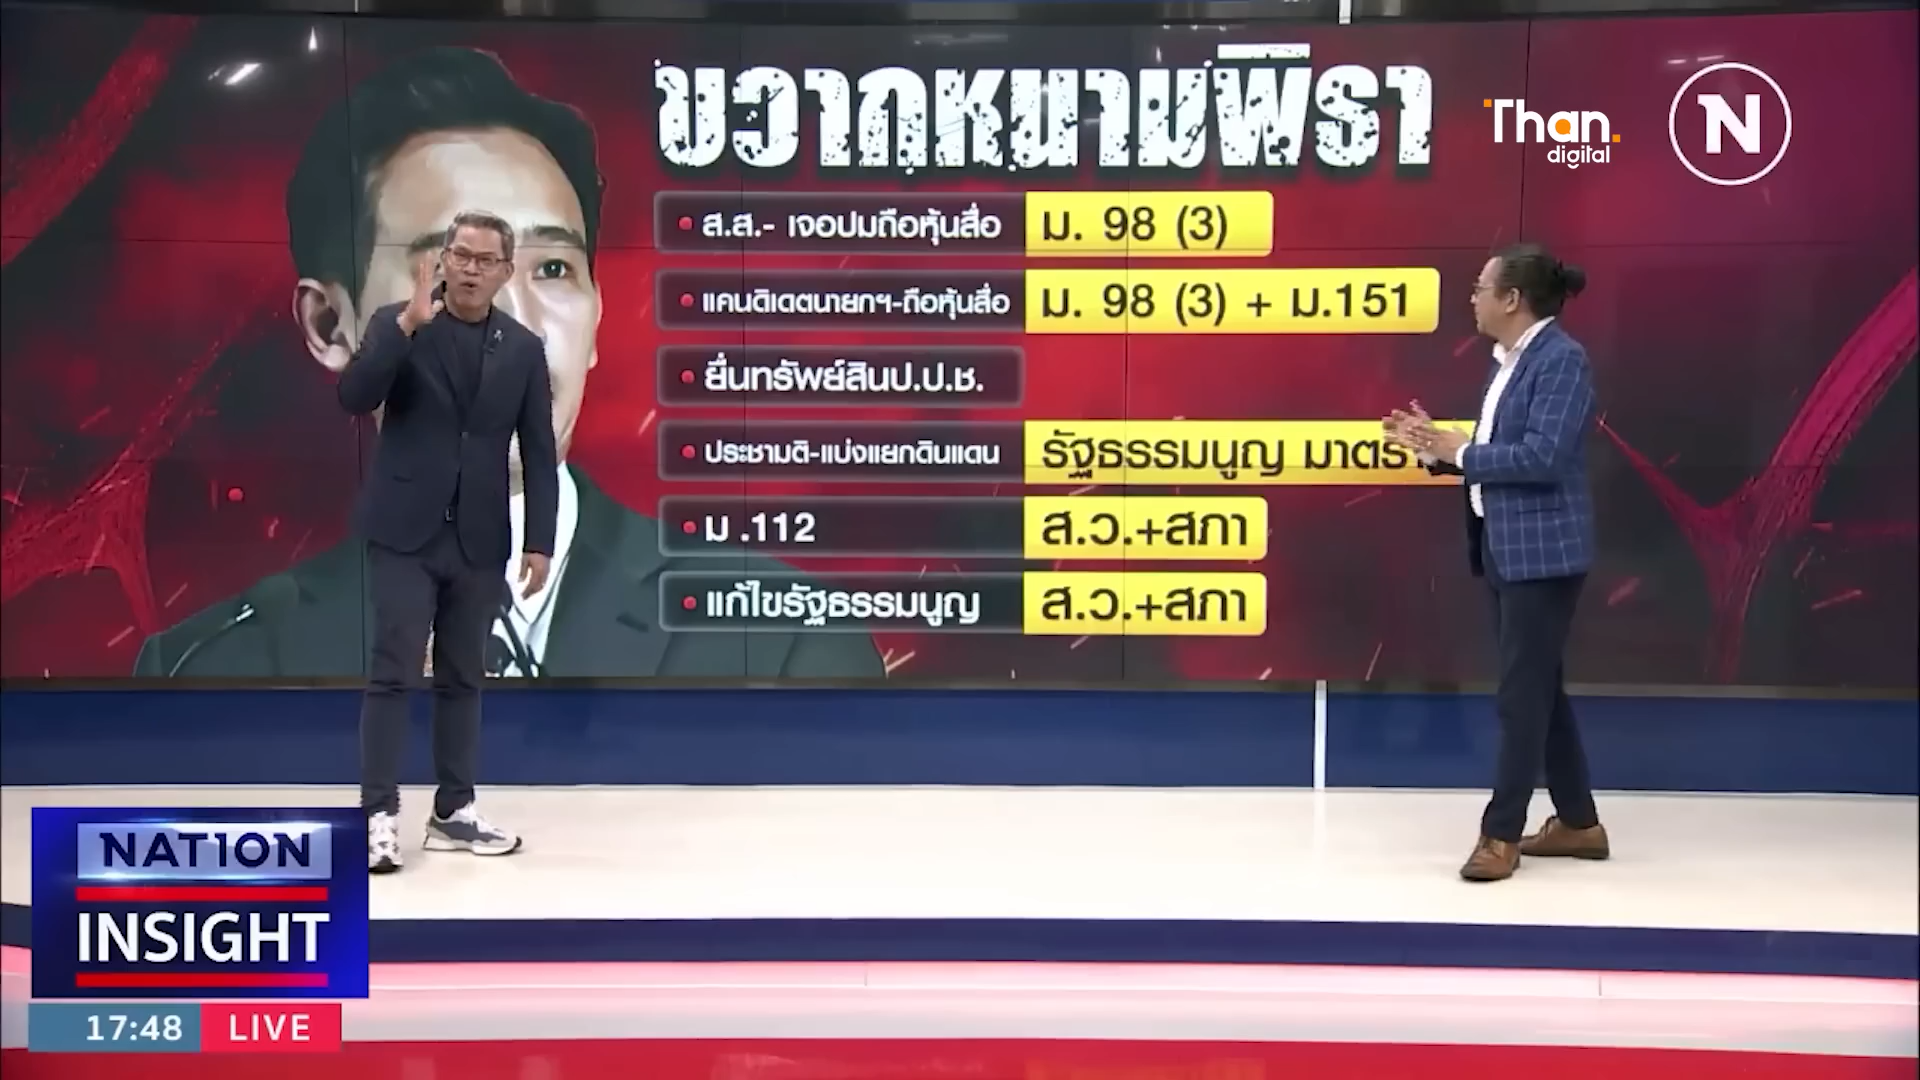 ขวากหนามพิธา
Than.
digital
N
• ส.ส.- เจอปมถือหุ้นสื่อ ม. 98 (3)
• แคนดิเดตนายกฯ-ถือหุ้นสื่อ ม. 98 (3) + ม.151
• ยื่นทรัพย์สินป.ป.ช.
• ประชามติ-แบ่งแยกดินแดน รัฐธรรมนูญ
• ม .112 ส.ว.+สภา
• แก้ไขรัฐธรรมนูญ ส.ว.+สภา
NATION
INSIGHT
17:48 LIVE